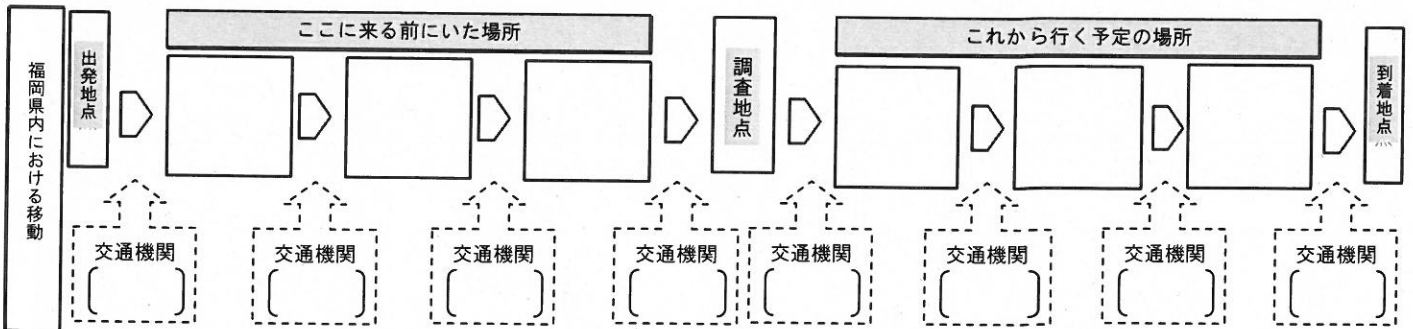 福岡県内における移動
出発地点
ここに来る前にいた場所
調査地点
これから行く予定の場所
到着地点
交通機関
交通機関
交通機関
交通機関
交通機関
交通機関
交通機関
交通機関